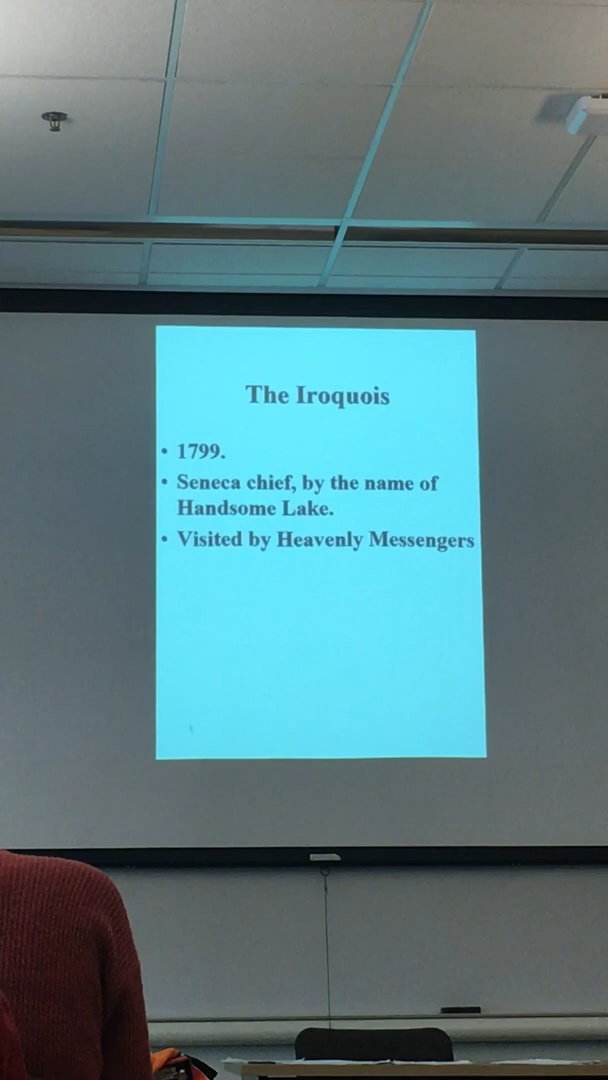 The Iroquois
• 1799.
• Seneca chief, by the name of
Handsome Lake.
• Visited by Heavenly Messengers